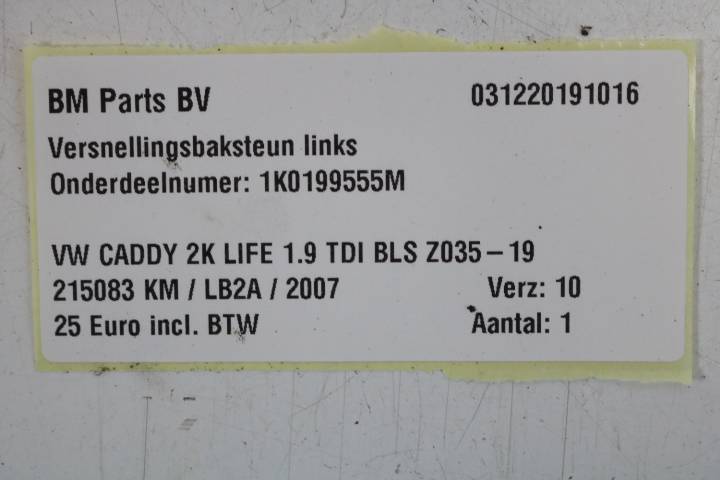 BM Parts BV 031220191016
Versnellingsbaksteun links
Onderdeelnumer: 1K0199555M
VW CADDY 2K LIFE 1.9 TDI BLS Z035-19
215083 KM / LB2A / 2007 Verz: 10
25 Euro incl. BTW Aantal: 1